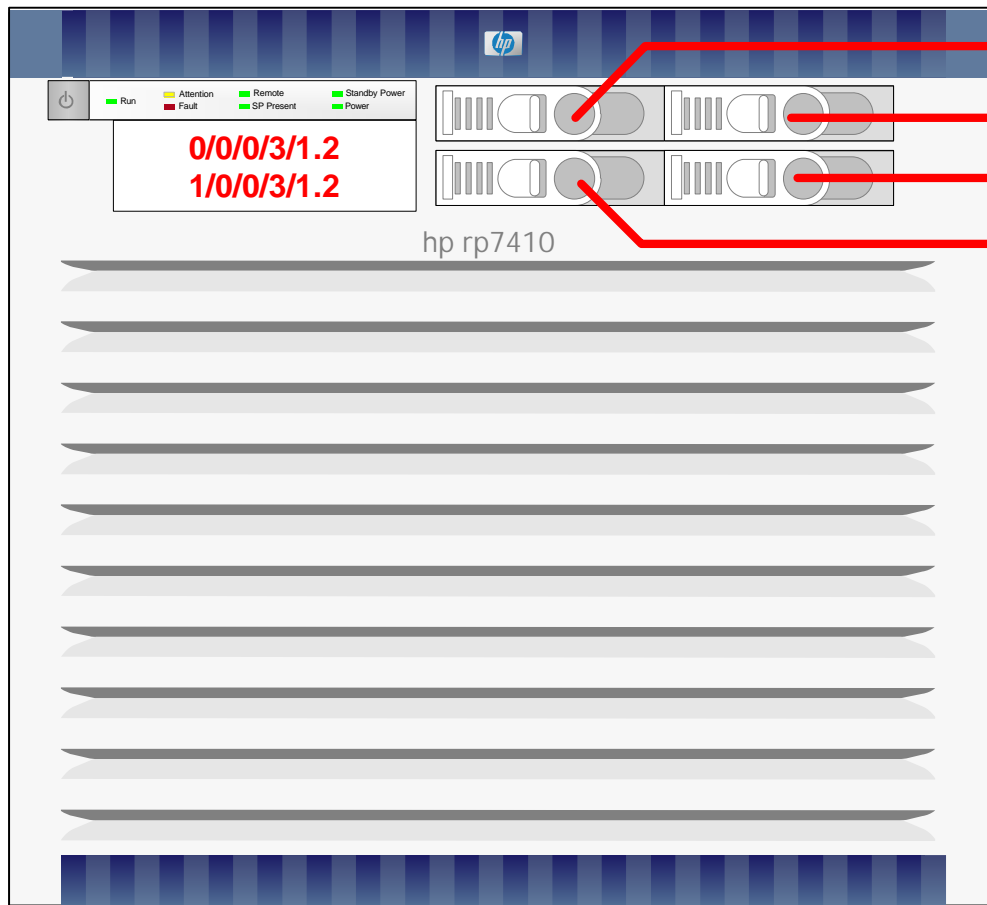 hp
Run
Attention
Fault
Remote
SP Present
Standby Power
Power
0/0/0/3/1.2
1/0/0/3/1.2
hp rp7410